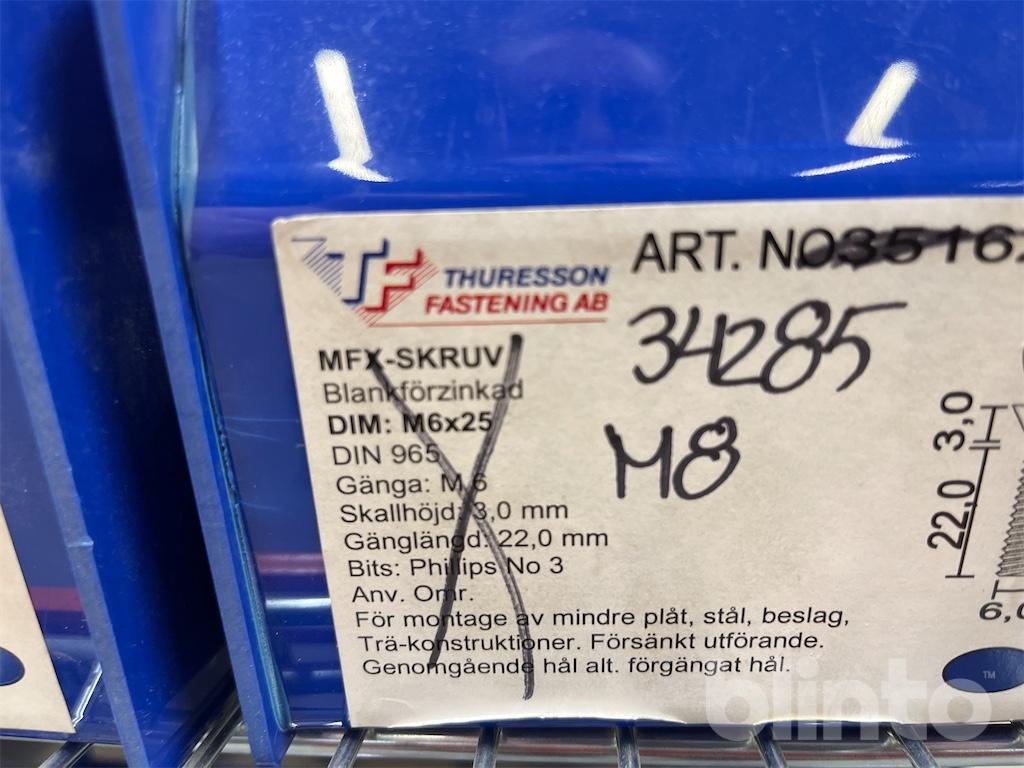 THURESSON
FASTENING AB
ART. NO35162
34285
M8
MFX-SKRUV
Blankförzinkad
DIM: M6x25
DIN 965
Gänga: M 6
Skallhöjd: 3,0 mm
Gänglängd: 22,0 mm
Bits: Phillips No 3
Anv. Omr.
För montage av mindre plåt, stål, beslag,
Trä-konstruktioner. Försänkt utförande.
Genomgående hål alt. förgängat hål.
3,0
22,0
6,0
TM
blinto